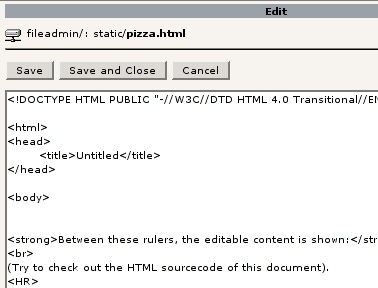 Edit
fileadmin/: static/pizza.html
Save Save and Close Cancel
<!DOCTYPE HTML PUBLIC "-//W3C//DTD HTML 4.0 Transitional//EN
<html>
<head>
<title>Untitled</title>
</head>
<body>
<strong>Between these rulers, the editable content is shown:</str
<br>
(Try to check out the HTML sourcecode of this document).
<HR>